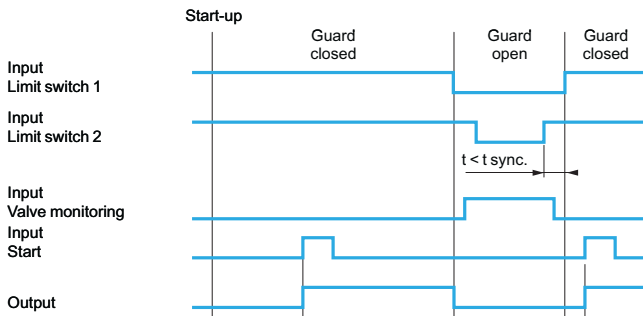 Start-up
Guard
closed
Guard
open
Guard
closed
Input
Limit switch 1
Input
Limit switch 2
t < t sync.
Input
Valve monitoring
Input
Start
Output